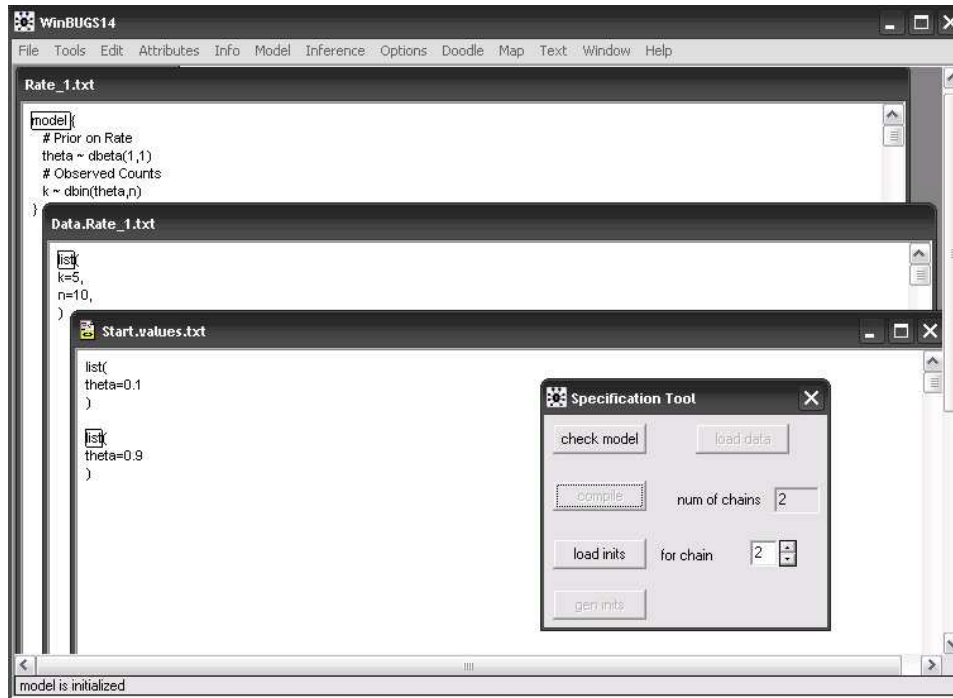 WinBUGS14
File Tools Edit Attributes Info Model Inference Options Doodle Map Text Window Help
Rate_1.txt
model{
# Prior on Rate
theta ~ dbeta(1,1)
# Observed Counts
k ~ dbin(theta,n)
}
Data.Rate_1.txt
list(
k=5,
n=10,
)
Start.values.txt
list(
theta=0.1
)
list(
theta=0.9
)
Specification Tool
check model load data
compile num of chains 2
load inits for chain 2
gen inits
model is initialized